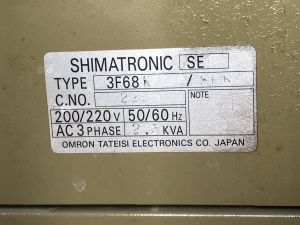 SHIMATRONIC SE
TYPE 3F68 /
C.NO.
NOTE
200/220V 50/60Hz
AC 3 PHASE KVA
OMRON TATEISI ELECTRONICS CO. JAPAN